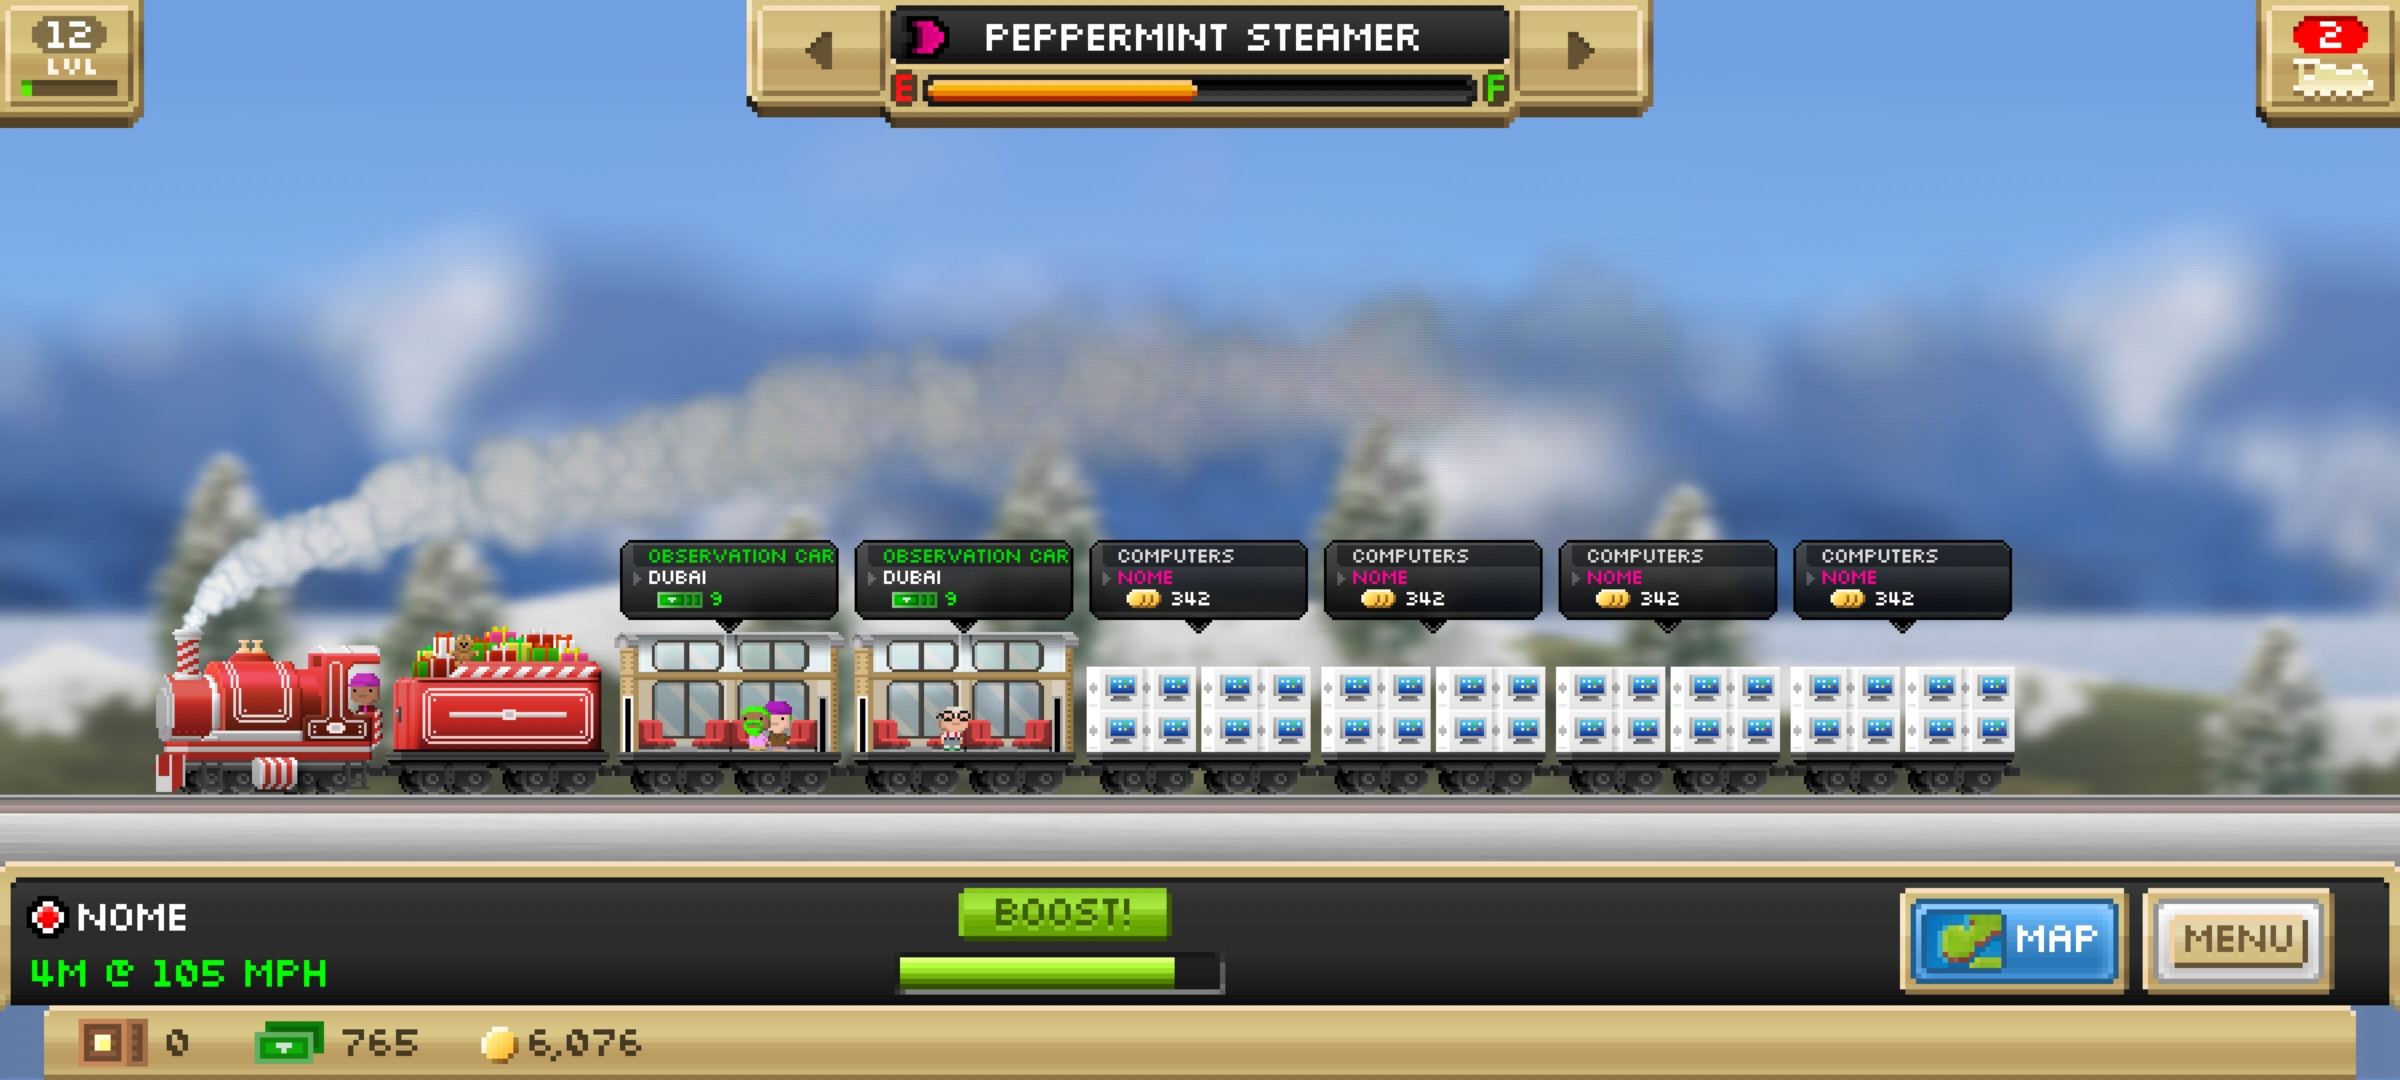 12
LVL
PEPPERMINT STEAMER
E F
2
OBSERVATION CAR
DUBAI
9
OBSERVATION CAR
DUBAI
9
COMPUTERS
NOME
342
COMPUTERS
NOME
342
COMPUTERS
NOME
342
COMPUTERS
NOME
342
NOME
4M @ 105 MPH
BOOST!
MAP
MENU
0
765
6,076